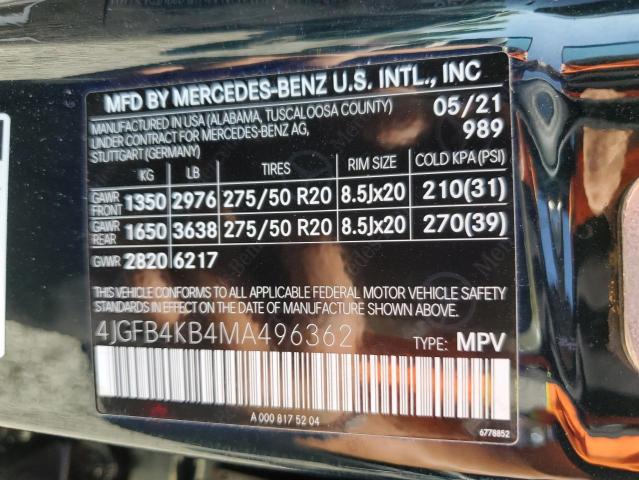 MFD BY MERCEDES-BENZ U.S. INTL., INC
MANUFACTURED IN USA (ALABAMA, TUSCALOOSA COUNTY) 05/21
UNDER CONTRACT FOR MERCEDES-BENZ AG, 989
STUTTGART (GERMANY)
KG LB TIRES RIM SIZE COLD KPA (PSI)
GAWR FRONT 1350 2976 275/50 R20 8.5Jx20 210(31)
GAWR REAR 1650 3638 275/50 R20 8.5Jx20 270(39)
GVWR 2820 6217
THIS VEHICLE CONFORMS TO ALL APPLICABLE FEDERAL MOTOR VEHICLE SAFETY
STANDARDS IN EFFECT ON THE DATE OF MANUFACTURE SHOWN ABOVE.
4JGFB4KB4MA496362 TYPE: MPV
A 000 817 52 04
6778852